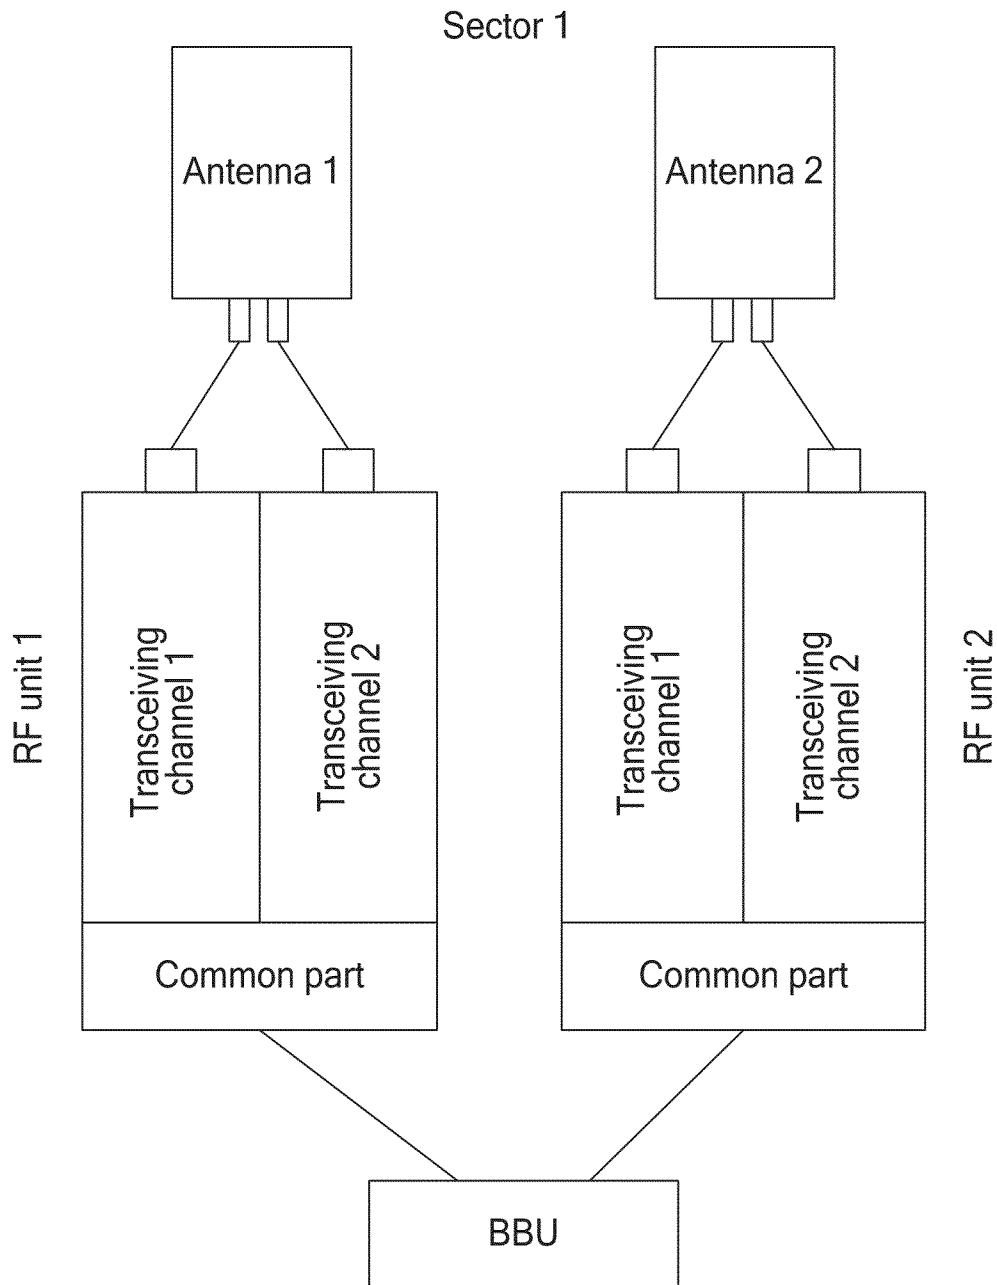 Sector 1
Antenna 1
Antenna 2
RF unit 1
Transceiving
channel 1
Transceiving
channel 2
Transceiving
channel 1
Transceiving
channel 2
RF unit 2
Common part
Common part
BBU